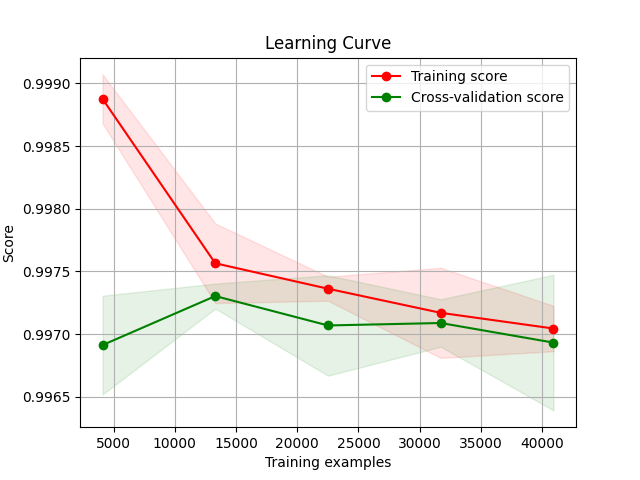 Learning Curve
Training score
Cross-validation score
0.9990
0.9985
0.9980
0.9975
0.9970
0.9965
Score
5000 10000 15000 20000 25000 30000 35000 40000
Training examples